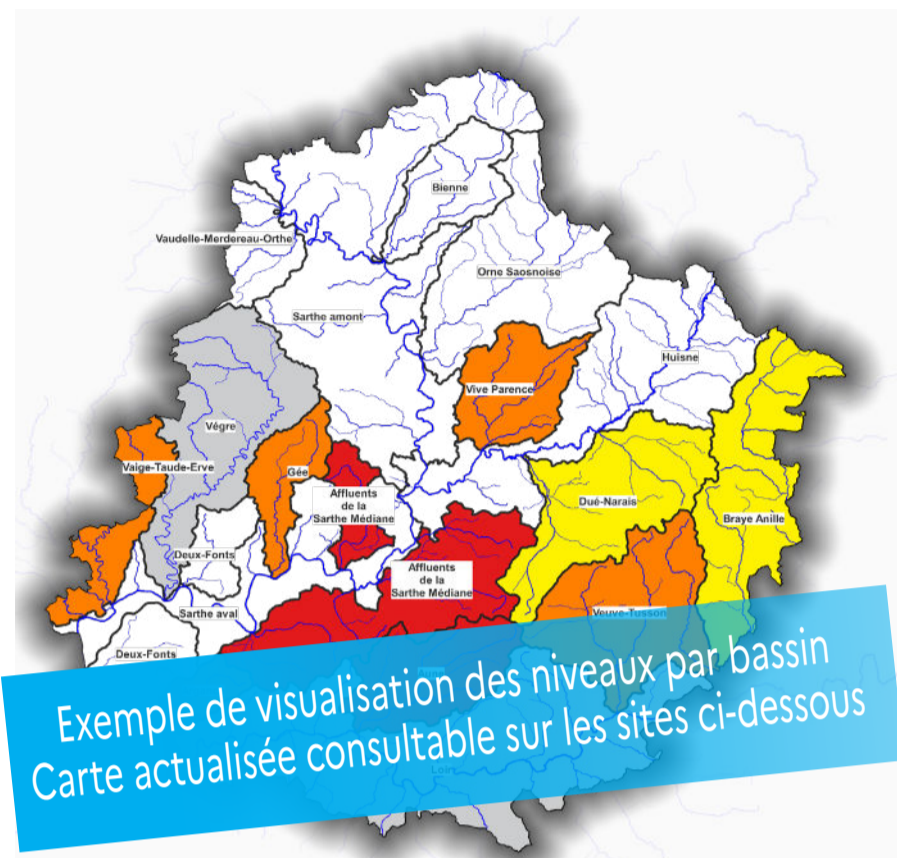 Bienne
Vaudelle-Merdereau-Orthe
Orne Saosnoise
Sarthe amont
Huisne
Vive Parence
Végre
Vaige-Taude-Erve
Gée
Affluents
de la
Sarthe Médiane
Dué-Narais
Braye Anille
Deux-Fonts
Affluents
de la
Sarthe Médiane
Sarthe aval
Veuve-Tusson
Deux-Fonts
Exemple de visualisation des niveaux par bassin
Carte actualisée consultable sur les sites ci-dessous
Loir